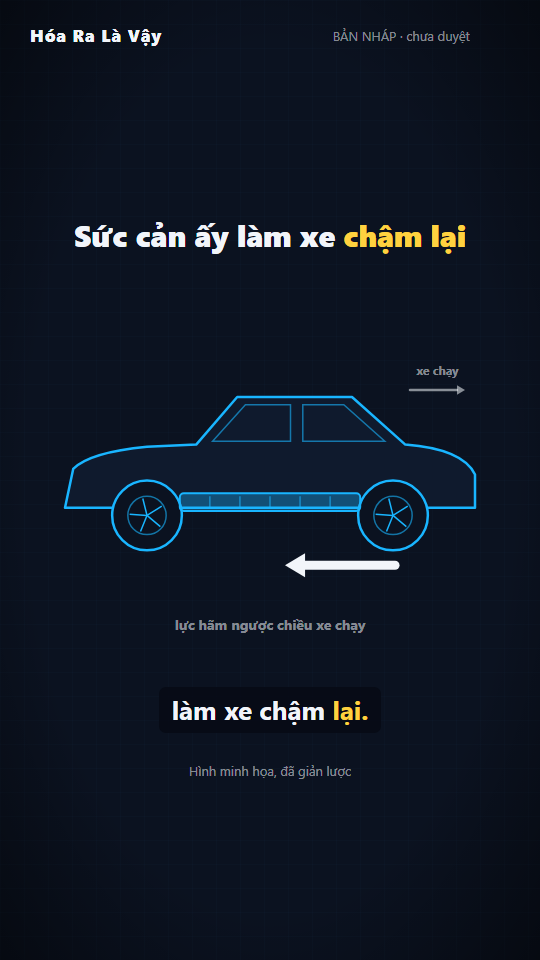 Hóa Ra Là Vậy
BẢN NHÁP · chưa duyệt
Sức cản ấy làm xe chậm lại
xe chạy
lực hãm ngược chiều xe chạy
làm xe chậm lại.
Hình minh họa, đã giản lược